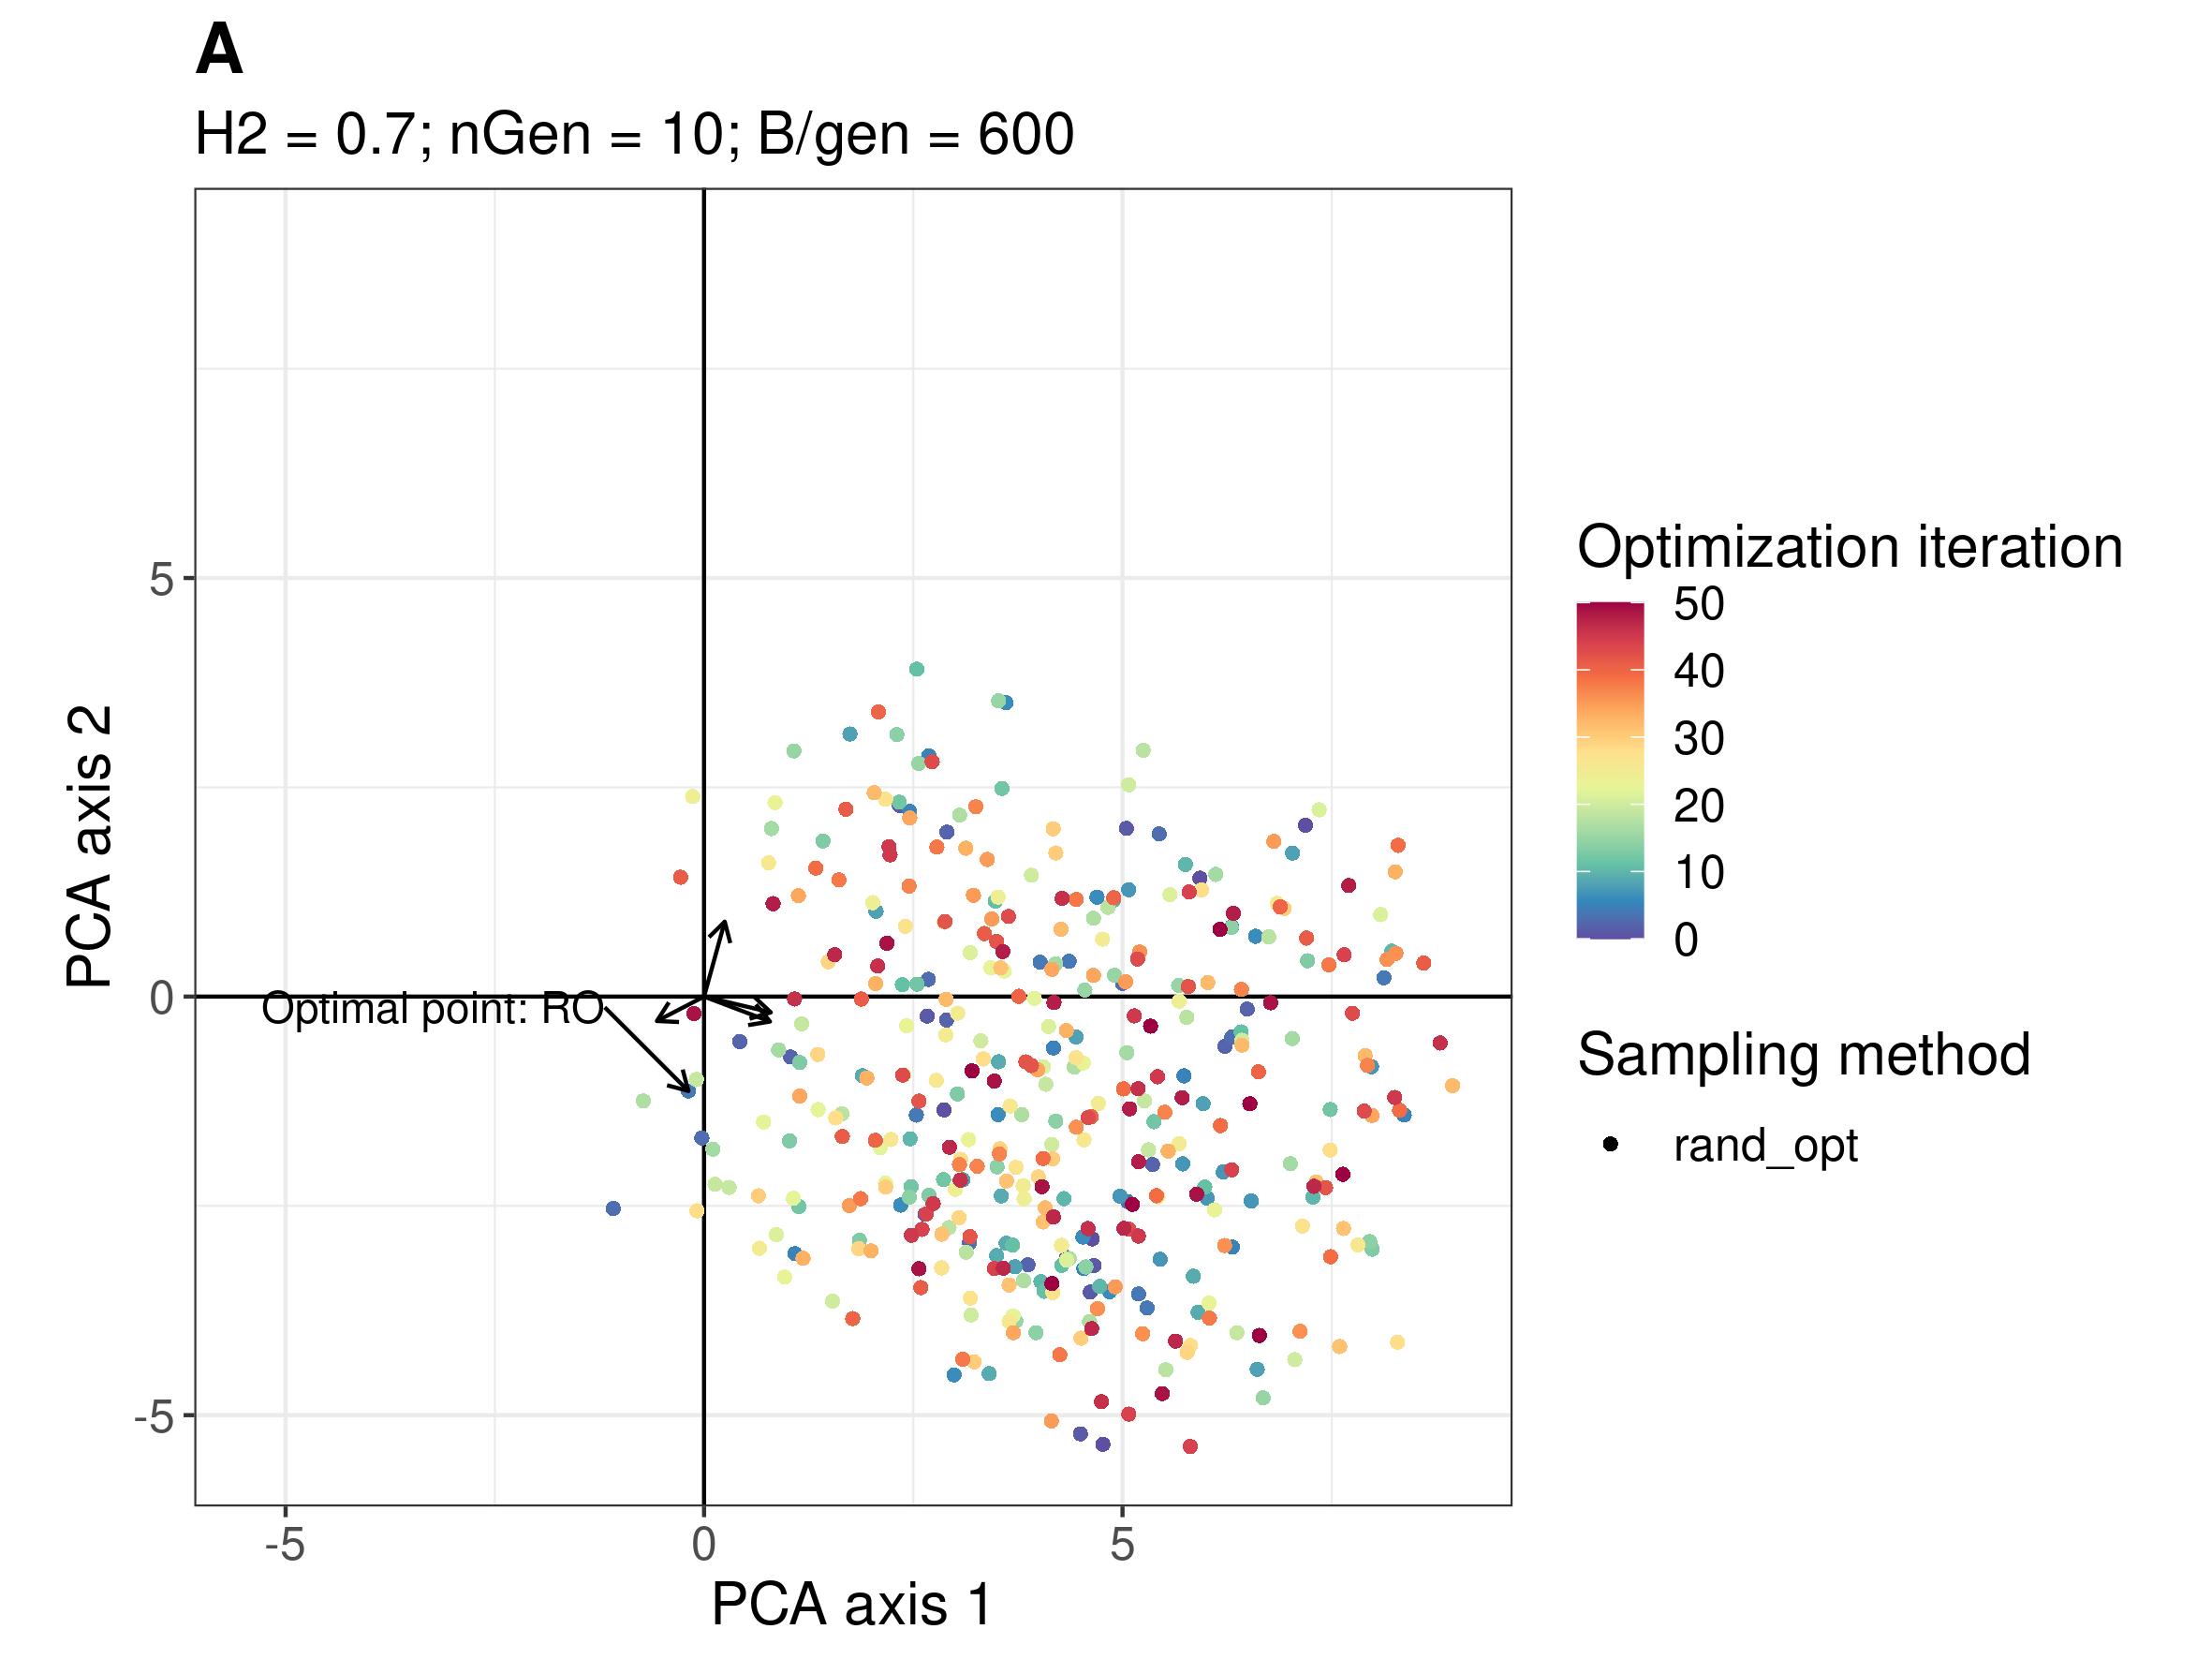 A
H2 = 0.7; nGen = 10; B/gen = 600
PCA axis 2
5
0
-5
Optimal point: RO
-5
0
5
PCA axis 1
Optimization iteration
50
40
30
20
10
0
Sampling method
rand_opt